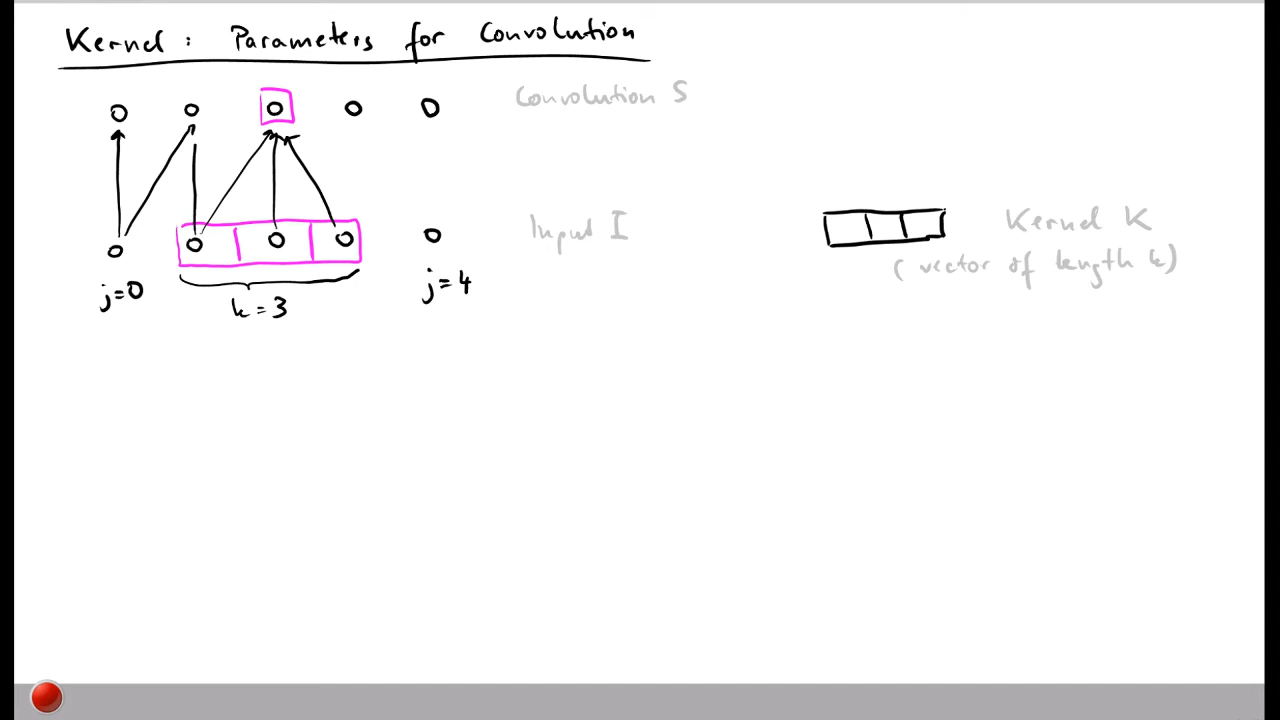 Kernel : Parameters for Convolution
Convolution S
Input I
Kernel K
(vector of length k)
j=0
k=3
j=4